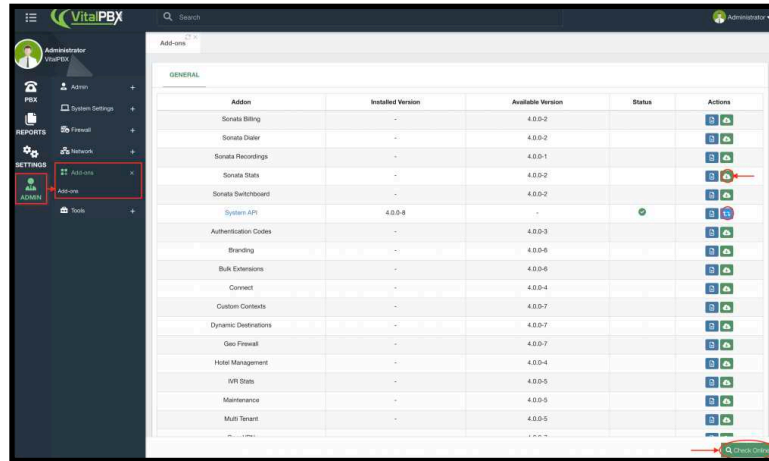 VitalPBX
Search
Administrator
Administrator
VitalPBX
PBX
REPORTS
SETTINGS
ADMIN
Admin +
System Settings +
Firewall +
Network +
Add-ons ×
Add-ons
Tools +
Add-ons
GENERAL
Addon Installed Version Available Version Status Actions
Sonata Billing - 4.0.0-2
Sonata Dialer - 4.0.0-2
Sonata Recordings - 4.0.0-1
Sonata Stats - 4.0.0-2
Sonata Switchboard - 4.0.0-2
System API 4.0.0-8 -
Authentication Codes - 4.0.0-3
Branding - 4.0.0-6
Bulk Extensions - 4.0.0-6
Connect - 4.0.0-4
Custom Contexts - 4.0.0-7
Dynamic Destinations - 4.0.0-7
Geo Firewall - 4.0.0-7
Hotel Management - 4.0.0-4
IVR Stats - 4.0.0-5
Maintenance - 4.0.0-5
Multi Tenant - 4.0.0-5
Check Online